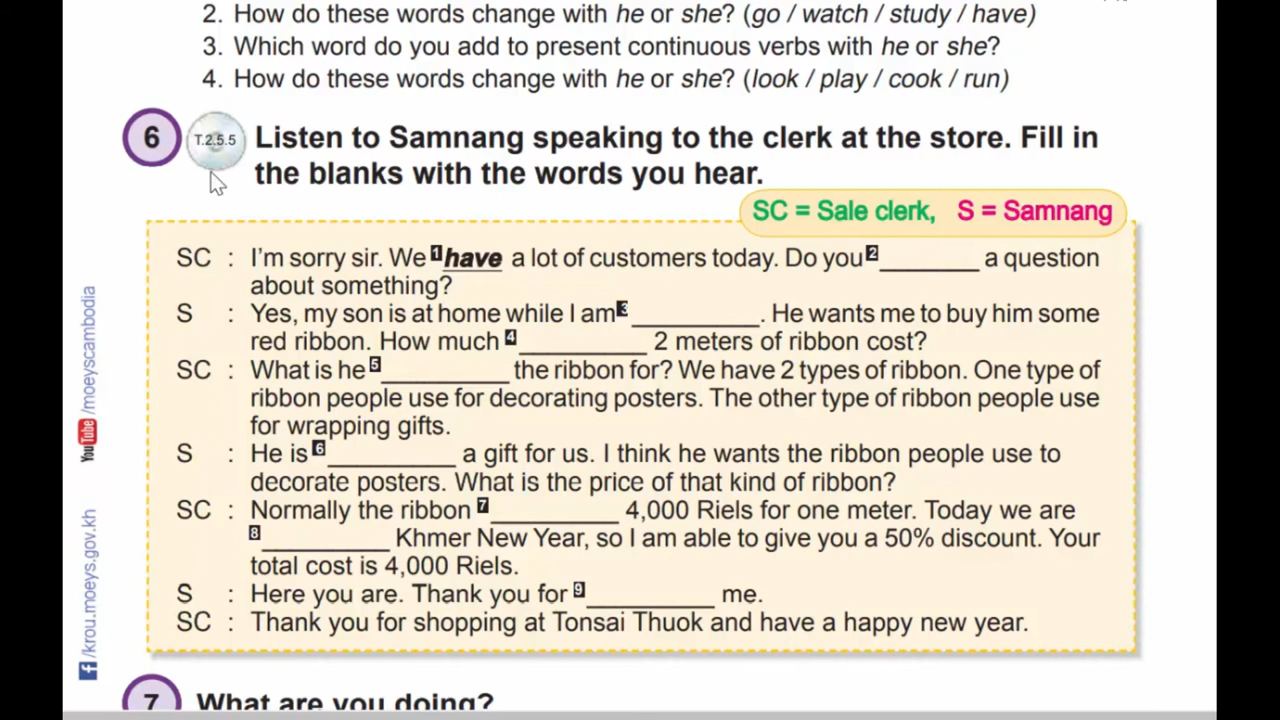 2. How do these words change with he or she? (go / watch / study / have)
3. Which word do you add to present continuous verbs with he or she?
4. How do these words change with he or she? (look / play / cook / run)
6 T.2.5.5 Listen to Samnang speaking to the clerk at the store. Fill in
the blanks with the words you hear.
SC = Sale clerk, S = Samnang
SC : I'm sorry sir. We 1 have a lot of customers today. Do you 2 ________ a question
about something?
S : Yes, my son is at home while I am 3 __________. He wants me to buy him some
red ribbon. How much 4 __________ 2 meters of ribbon cost?
SC : What is he 5 __________ the ribbon for? We have 2 types of ribbon. One type of
ribbon people use for decorating posters. The other type of ribbon people use
for wrapping gifts.
S : He is 6 __________ a gift for us. I think he wants the ribbon people use to
decorate posters. What is the price of that kind of ribbon?
SC : Normally the ribbon 7 __________ 4,000 Riels for one meter. Today we are
8 __________ Khmer New Year, so I am able to give you a 50% discount. Your
total cost is 4,000 Riels.
S : Here you are. Thank you for 9 __________ me.
SC : Thank you for shopping at Tonsai Thuok and have a happy new year.
7 What are you doing?
YouTube /moeyscambodia
f /krou.moeys.gov.kh